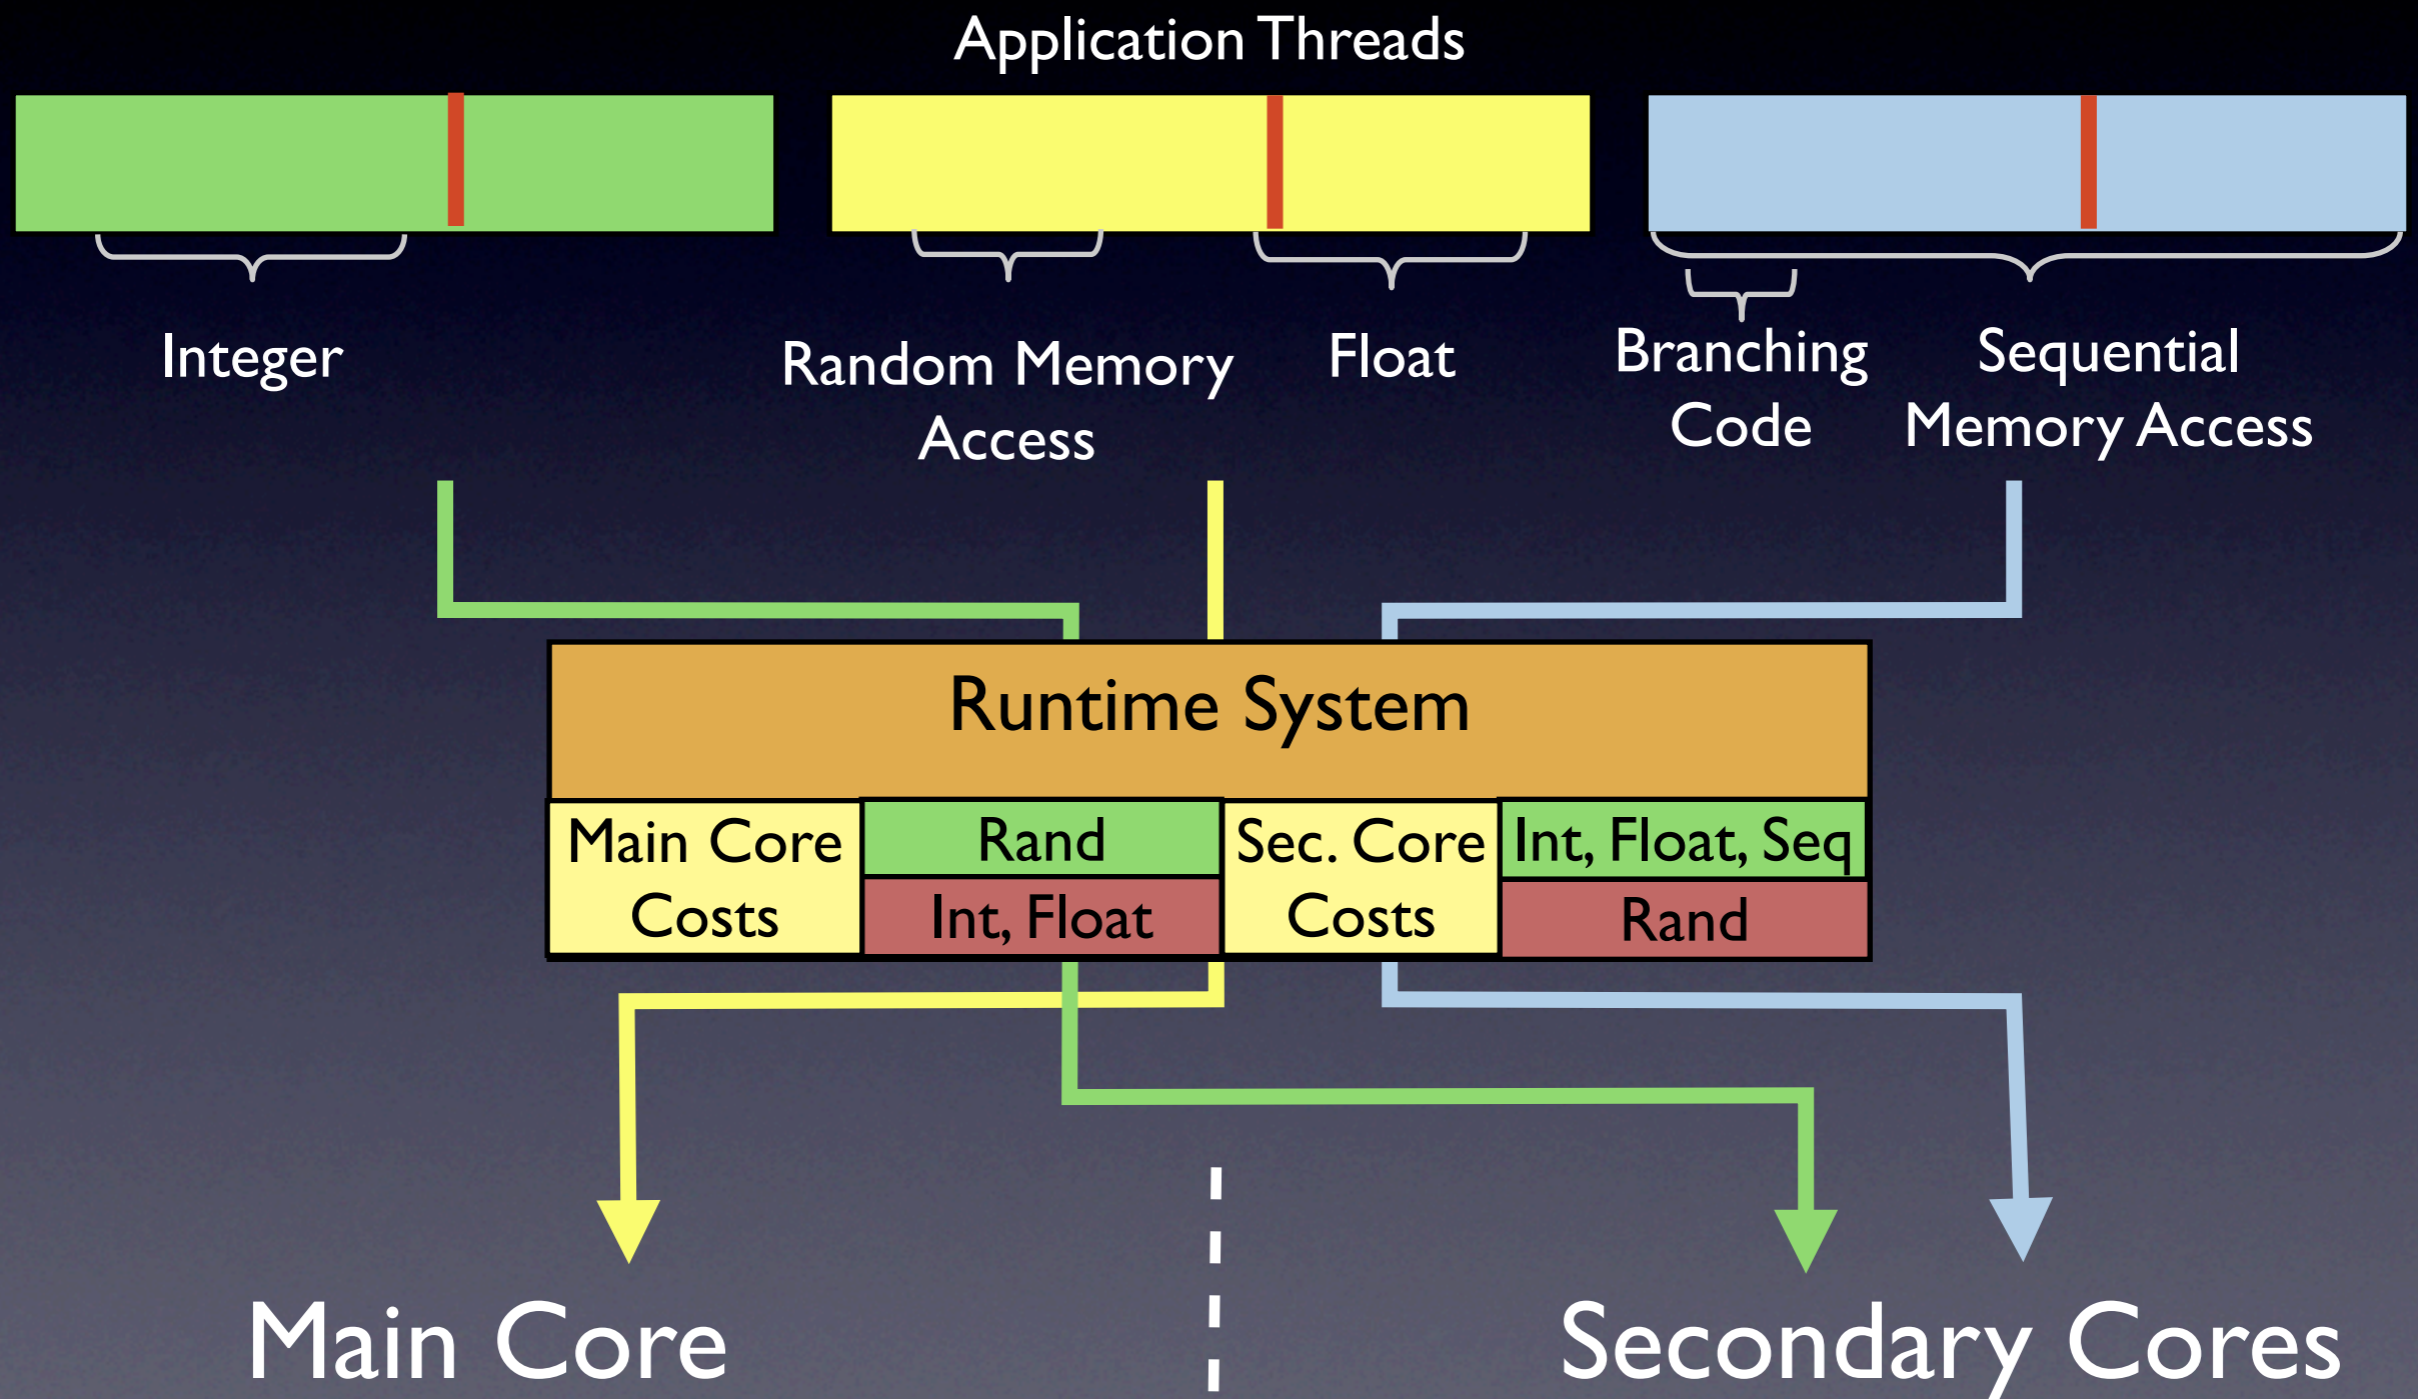 Application Threads
Integer
Random Memory
Access
Float
Branching
Code
Sequential
Memory Access
Runtime System
Main Core
Costs
Rand
Int, Float
Sec. Core
Costs
Int, Float, Seq
Rand
Main Core
Secondary Cores